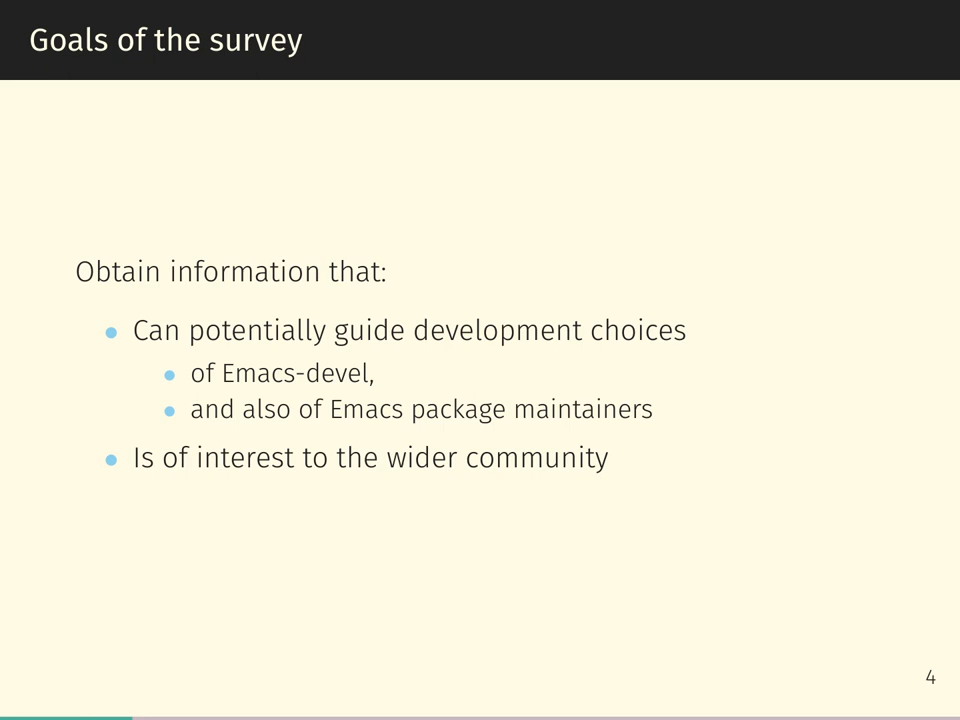 Goals of the survey
Obtain information that:
• Can potentially guide development choices
• of Emacs-devel,
• and also of Emacs package maintainers
• Is of interest to the wider community
4